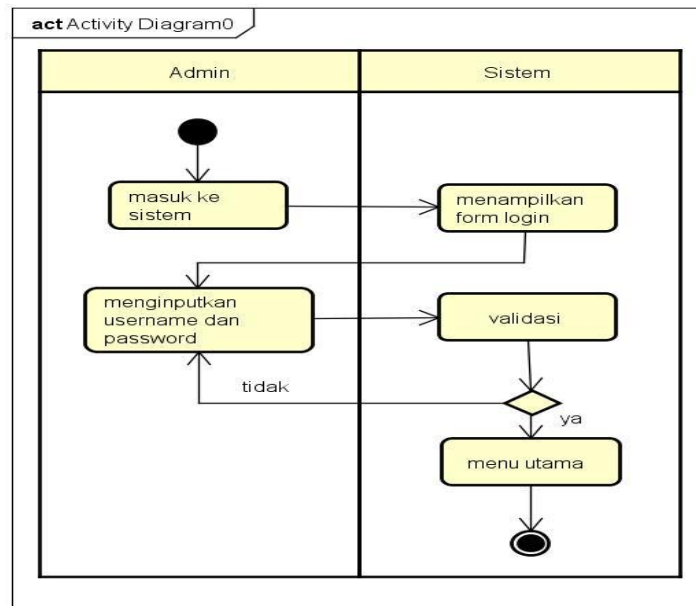 act Activity Diagram0
Admin
Sistem
masuk ke
sistem
menampilkan
form login
menginputkan
username dan
password
validasi
tidak
ya
menu utama